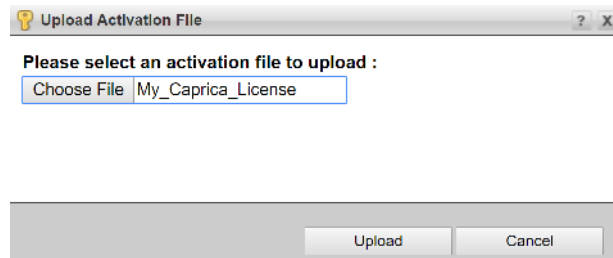 Upload Activation File ? X
Please select an activation file to upload :
Choose File My_Caprica_License
Upload Cancel